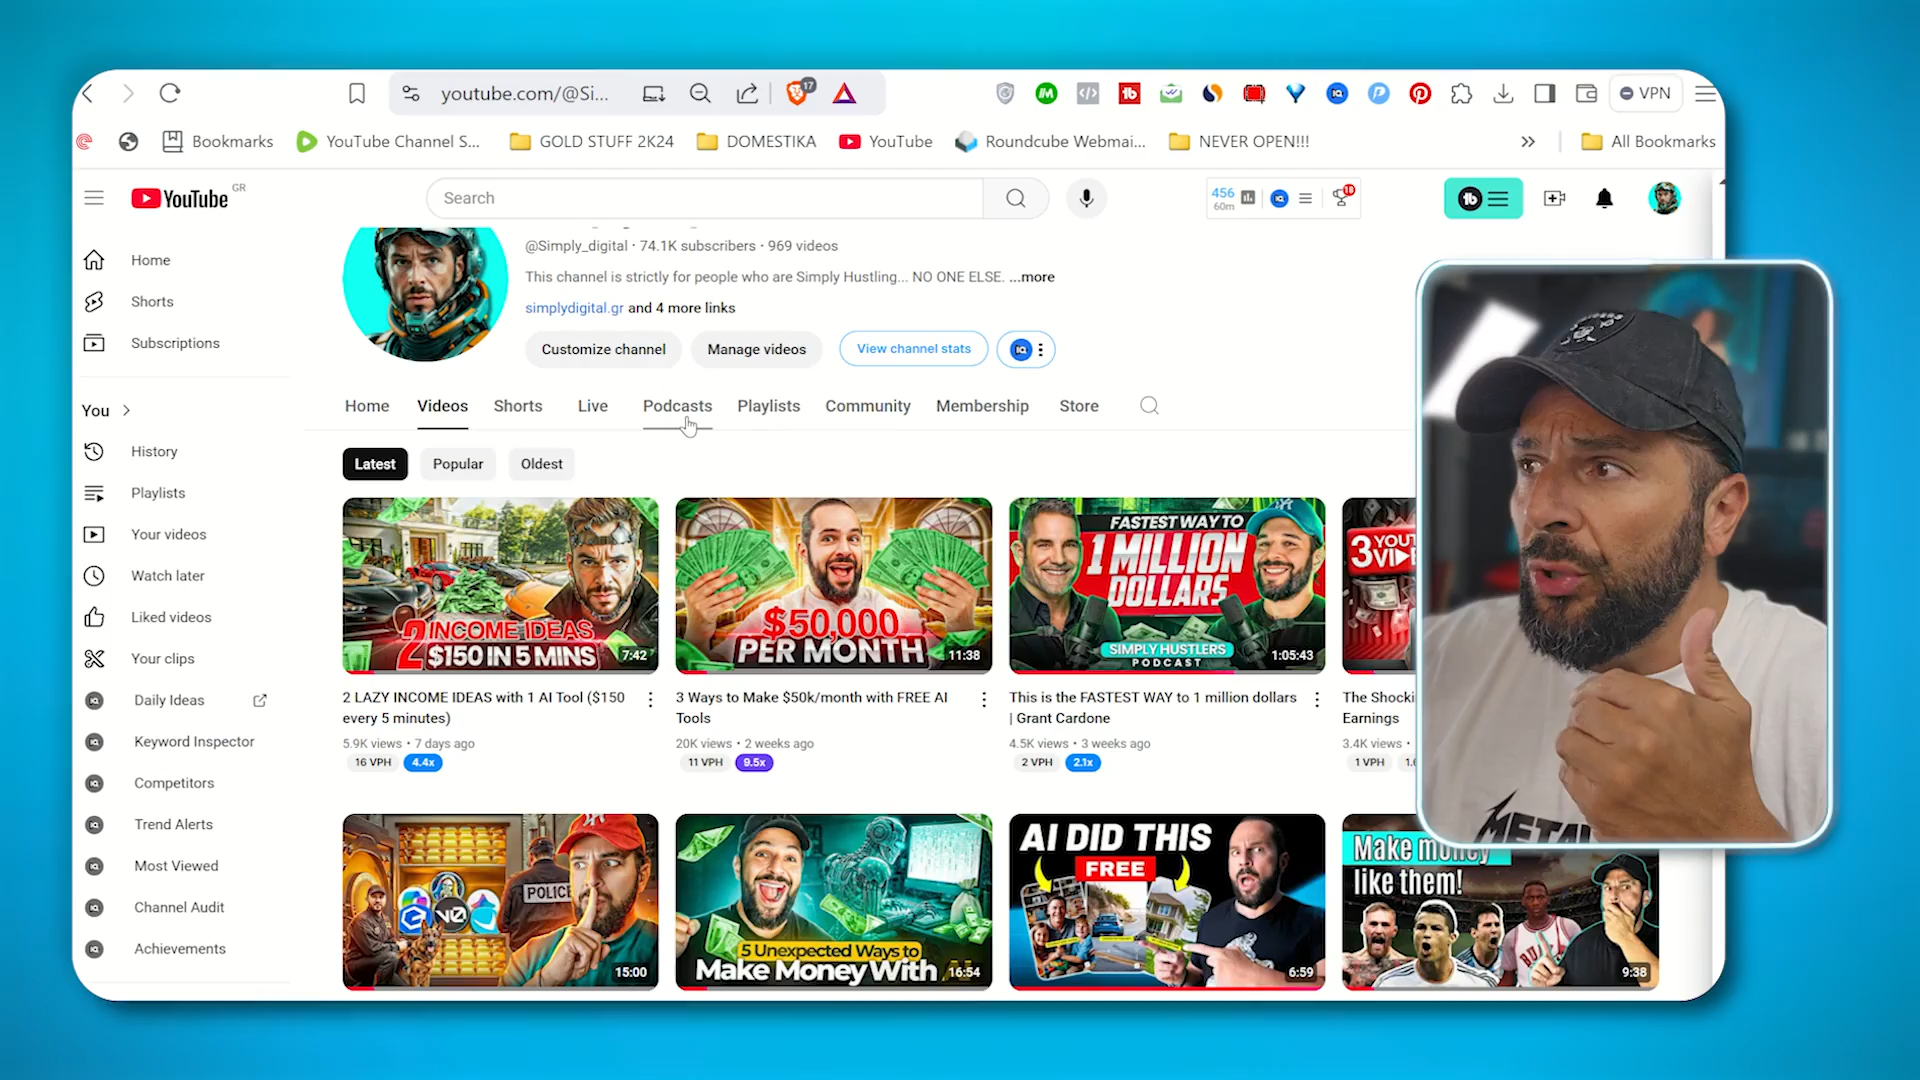 youtube.com/@Si...
17
VPN
Bookmarks
YouTube Channel S...
GOLD STUFF 2K24
DOMESTIKA
YouTube
Roundcube Webmai...
NEVER OPEN!!!
All Bookmarks
YouTube GR
Search
456
60m
18
Home
Shorts
Subscriptions
You
History
Playlists
Your videos
Watch later
Liked videos
Your clips
Daily Ideas
Keyword Inspector
Competitors
Trend Alerts
Most Viewed
Channel Audit
Achievements
@Simply_digital · 74.1K subscribers · 969 videos
This channel is strictly for people who are Simply Hustling... NO ONE ELSE. ...more
simplydigital.gr and 4 more links
Customize channel
Manage videos
View channel stats
Home
Videos
Shorts
Live
Podcasts
Playlists
Community
Membership
Store
Latest
Popular
Oldest
2 INCOME IDEAS
$150 IN 5 MINS
7:42
2 LAZY INCOME IDEAS with 1 AI Tool ($150
every 5 minutes)
5.9K views · 7 days ago
16 VPH
4.4x
$50,000
PER MONTH
11:38
3 Ways to Make $50k/month with FREE AI
Tools
20K views · 2 weeks ago
11 VPH
9.5x
FASTEST WAY TO
1 MILLION
DOLLARS
SIMPLY HUSTLERS
PODCAST
1:05:43
This is the FASTEST WAY to 1 million dollars
| Grant Cardone
4.5K views · 3 weeks ago
2 VPH
2.1x
3 YOUT
VI
The Shocki
Earnings
3.4K views ·
1 VPH
POLICE
15:00
5 Unexpected Ways to
Make Money With AI
16:54
AI DID THIS
FREE
6:59
Make money
like them!
9:38
METAL